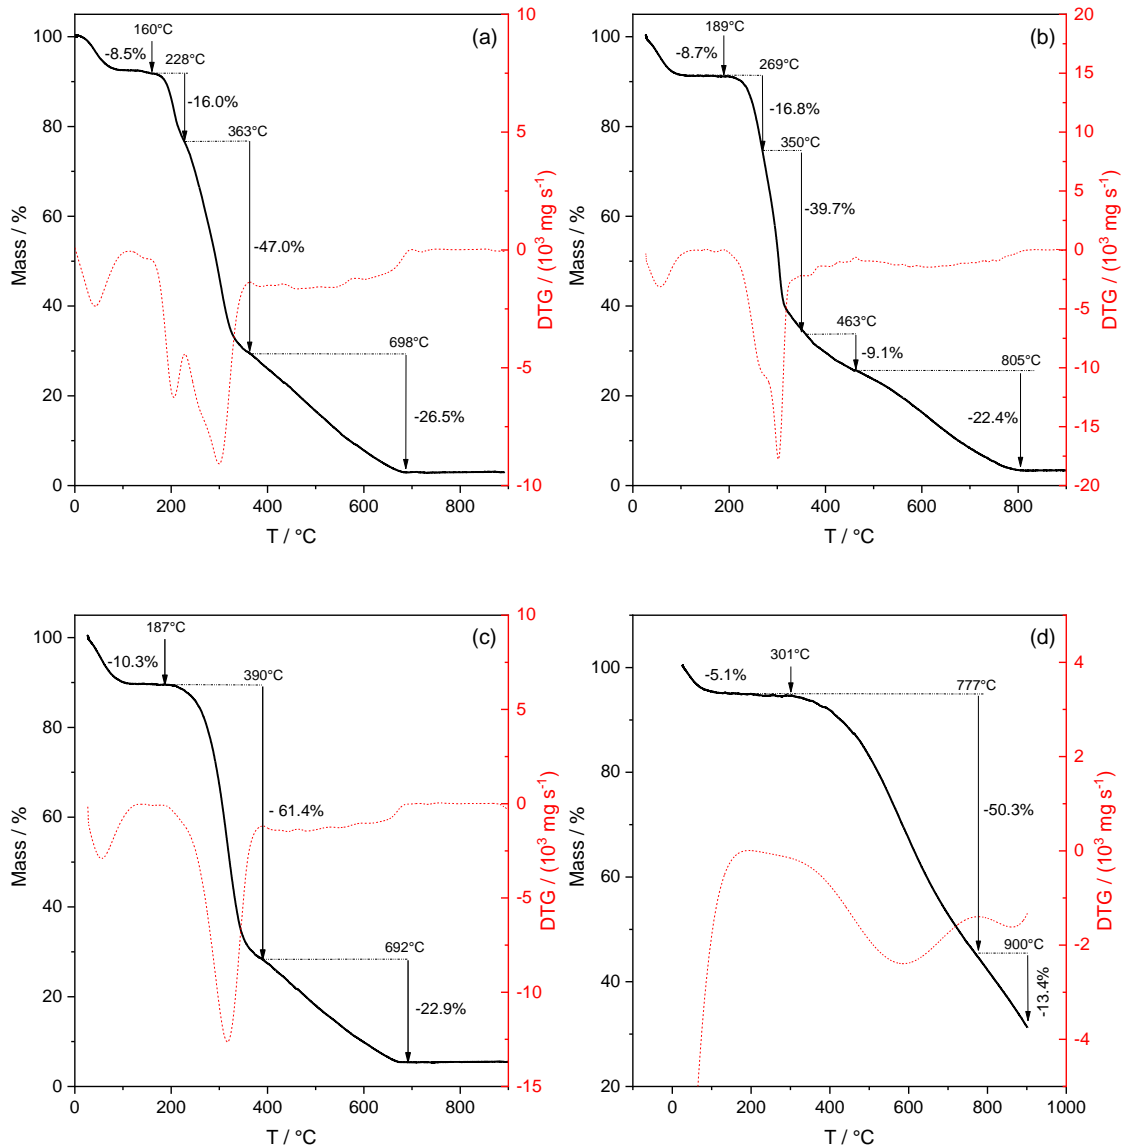 (a)
160°C
-8.5%
228°C
-16.0%
363°C
-47.0%
698°C
-26.5%
100
80
60
40
20
0
Mass / %
10
5
0
-5
-10
DTG / (10³ mg s⁻¹)
0 200 400 600 800
T / °C
(b)
189°C
-8.7%
269°C
-16.8%
350°C
-39.7%
463°C
-9.1%
805°C
-22.4%
100
80
60
40
20
0
Mass / %
20
15
10
5
0
-5
-10
-15
-20
DTG / (10³ mg s⁻¹)
0 200 400 600 800
T / °C
(c)
187°C
-10.3%
390°C
- 61.4%
692°C
-22.9%
100
80
60
40
20
0
Mass / %
10
5
0
-5
-10
-15
DTG / (10³ mg s⁻¹)
0 200 400 600 800
T / °C
(d)
301°C
-5.1%
777°C
-50.3%
900°C
-13.4%
100
80
60
40
20
Mass / %
4
2
0
-2
-4
DTG / (10³ mg s⁻¹)
0 200 400 600 800 1000
T / °C